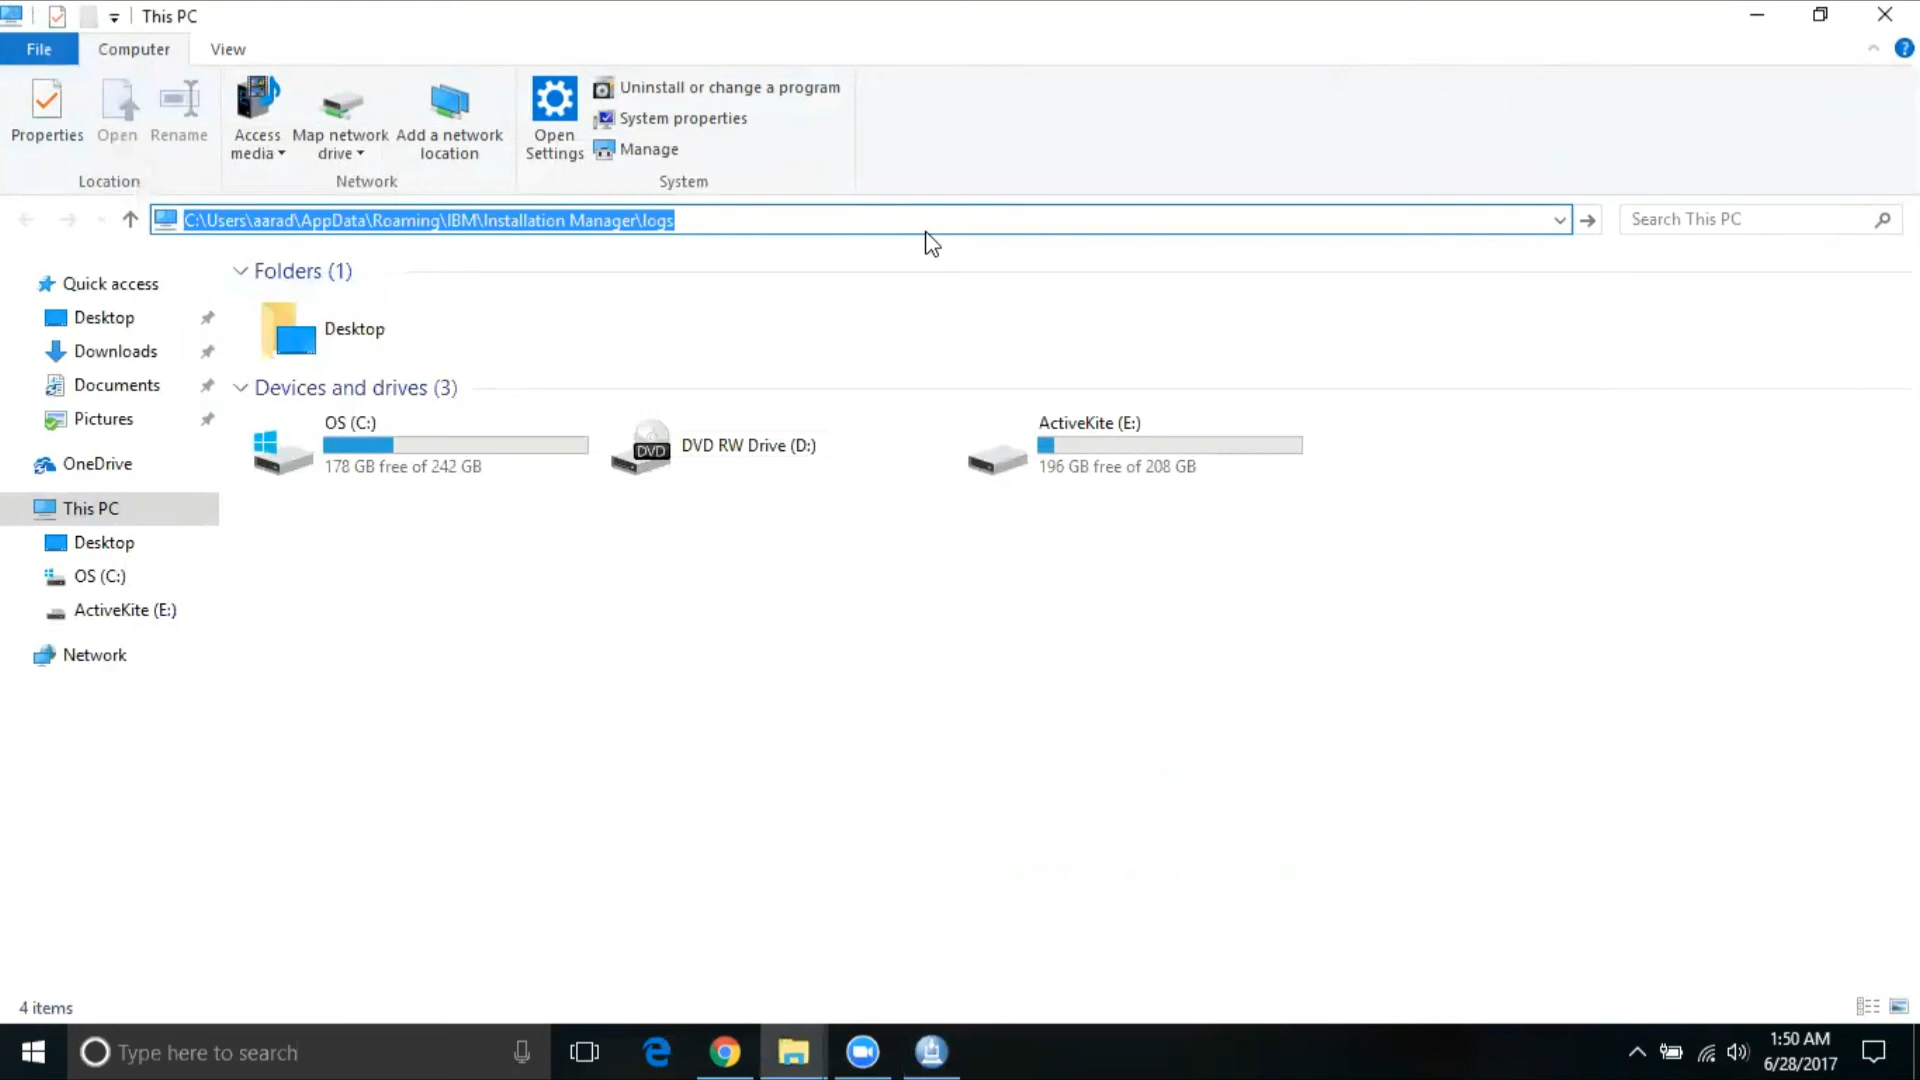 This PC
File
Computer
View
Properties
Open
Rename
Access
media
Map network
drive
Add a network
location
Open
Settings
Uninstall or change a program
System properties
Manage
Location
Network
System
C:\Users\aarad\AppData\Roaming\IBM\Installation Manager\logs
Search This PC
Quick access
Desktop
Downloads
Documents
Pictures
OneDrive
This PC
Desktop
OS (C:)
ActiveKite (E:)
Network
Folders (1)
Desktop
Devices and drives (3)
OS (C:)
178 GB free of 242 GB
DVD
DVD RW Drive (D:)
ActiveKite (E:)
196 GB free of 208 GB
4 items
Type here to search
1:50 AM
6/28/2017